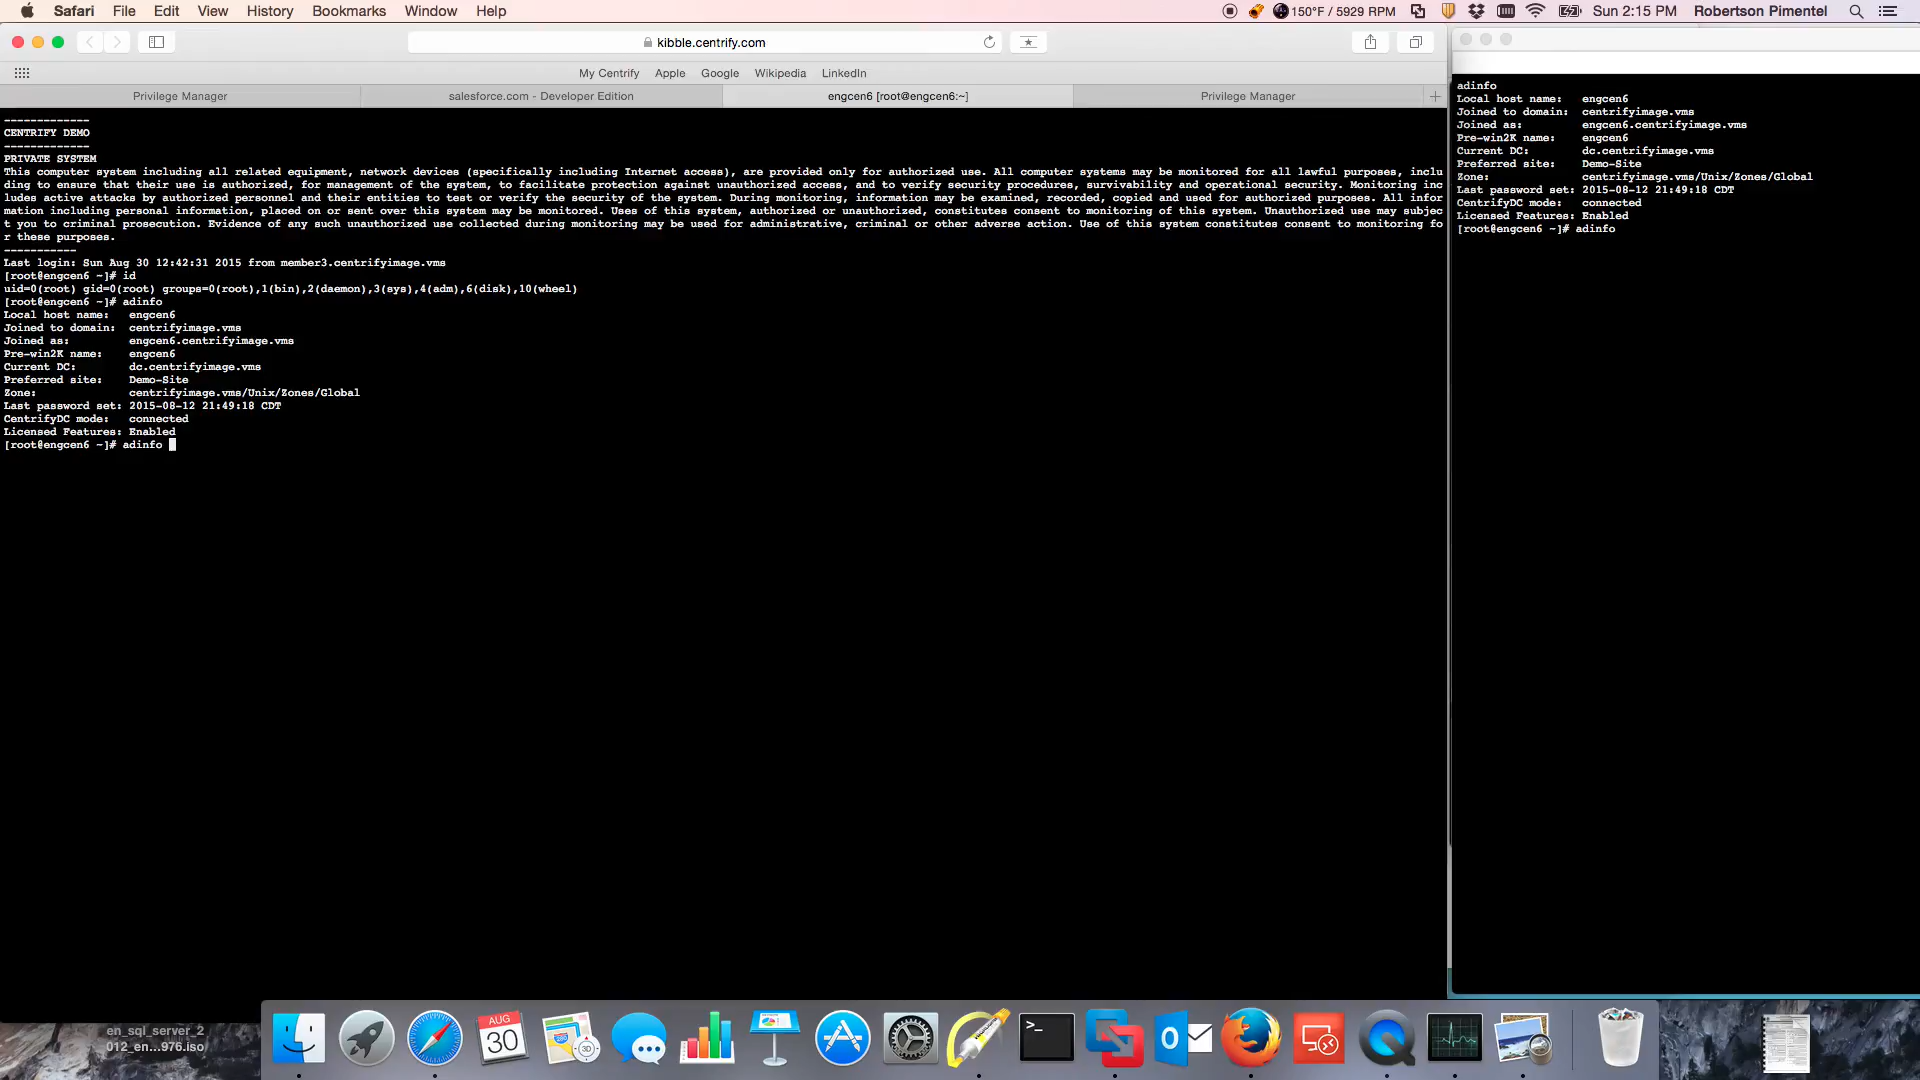 Safari File Edit View History Bookmarks Window Help
150°F / 5929 RPM Sun 2:15 PM Robertson Pimentel
kibble.centrify.com
My Centrify Apple Google Wikipedia LinkedIn
Privilege Manager salesforce.com - Developer Edition engcen6 [root@engcen6:~] Privilege Manager
-------------
CENTRIFY DEMO
-------------
PRIVATE SYSTEM
This computer system including all related equipment, network devices (specifically including Internet access), are provided only for authorized use. All computer systems may be monitored for all lawful purposes, inclu
ding to ensure that their use is authorized, for management of the system, to facilitate protection against unauthorized access, and to verify security procedures, survivability and operational security. Monitoring inc
ludes active attacks by authorized personnel and their entities to test or verify the security of the system. During monitoring, information may be examined, recorded, copied and used for authorized purposes. All infor
mation including personal information, placed on or sent over this system may be monitored. Uses of this system, authorized or unauthorized, constitutes consent to monitoring of this system. Unauthorized use may subjec
t you to criminal prosecution. Evidence of any such unauthorized use collected during monitoring may be used for administrative, criminal or other adverse action. Use of this system constitutes consent to monitoring fo
r these purposes.
-----------
Last login: Sun Aug 30 12:42:31 2015 from member3.centrifyimage.vms
[root@engcen6 ~]# id
uid=0(root) gid=0(root) groups=0(root),1(bin),2(daemon),3(sys),4(adm),6(disk),10(wheel)
[root@engcen6 ~]# adinfo
Local host name: engcen6
Joined to domain: centrifyimage.vms
Joined as: engcen6.centrifyimage.vms
Pre-win2K name: engcen6
Current DC: dc.centrifyimage.vms
Preferred site: Demo-Site
Zone: centrifyimage.vms/Unix/Zones/Global
Last password set: 2015-08-12 21:49:18 CDT
CentrifyDC mode: connected
Licensed Features: Enabled
[root@engcen6 ~]# adinfo
adinfo
Local host name: engcen6
Joined to domain: centrifyimage.vms
Joined as: engcen6.centrifyimage.vms
Pre-win2K name: engcen6
Current DC: dc.centrifyimage.vms
Preferred site: Demo-Site
Zone: centrifyimage.vms/Unix/Zones/Global
Last password set: 2015-08-12 21:49:18 CDT
CentrifyDC mode: connected
Licensed Features: Enabled
[root@engcen6 ~]# adinfo
en_sql_server_2
012_en...976.iso
AUG
30